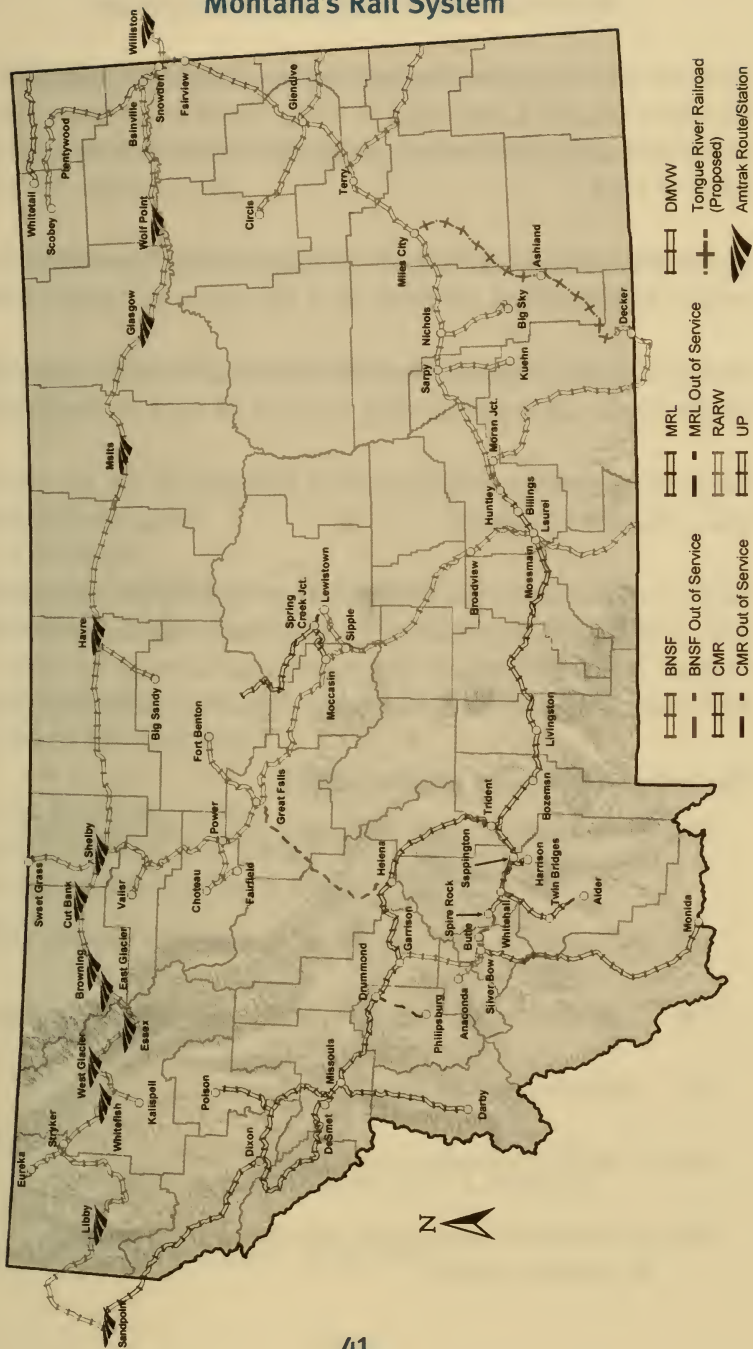 Montana's Rail System
Whitetail
Scobey
Plentywood
Williston
Bainville
Snowden
Fairview
Wolf Point
Glasgow
Malta
Havre
Big Sandy
Shelby
Sweet Grass
Cut Bank
Valier
Browning
East Glacier
Essex
West Glacier
Whitefish
Kalispell
Stryker
Eureka
Libby
Sandpoint
Glendive
Circle
Terry
Miles City
Ashland
Decker
Nichols
Big Sky
Sarpy
Kuehn
Moran Jct.
Huntley
Billings
Laurel
Mossmain
Broadview
Lewistown
Spring
Creek Jct.
Sipple
Moccasin
Fort Benton
Great Falls
Power
Choteau
Fairfield
Livingston
Bozeman
Trident
Helena
Sappington
Harrison
Twin Bridges
Alder
Spire Rock
Whitehall
Butte
Silver Bow
Anaconda
Garrison
Drummond
Philipsburg
Monida
Missoula
DeSmet
Polson
Dixon
Darby
N
BNSF
BNSF Out of Service
CMR
CMR Out of Service
MRL
MRL Out of Service
RARW
UP
DMVW
Tongue River Railroad
(Proposed)
Amtrak Route/Station
41